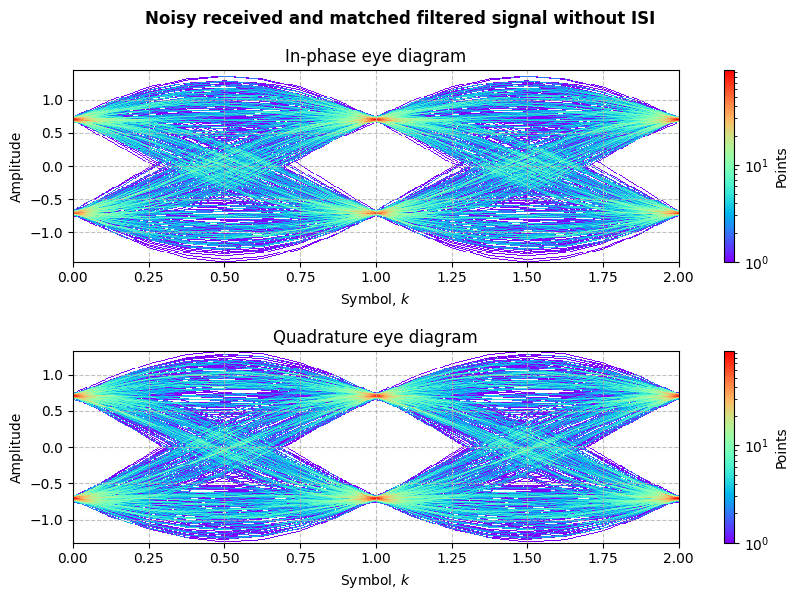 Noisy received and matched filtered signal without ISI
In-phase eye diagram
Amplitude
1.0
0.5
0.0
−0.5
−1.0
0.00 0.25 0.50 0.75 1.00 1.25 1.50 1.75 2.00
Symbol, k
10¹
10⁰
Points
Quadrature eye diagram
Amplitude
1.0
0.5
0.0
−0.5
−1.0
0.00 0.25 0.50 0.75 1.00 1.25 1.50 1.75 2.00
Symbol, k
10¹
10⁰
Points